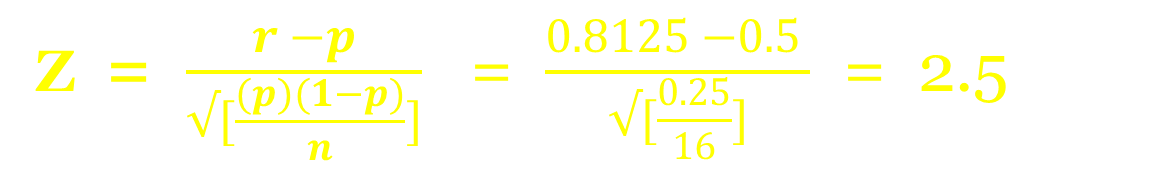 Z = r − p / √[(p)(1−p) / n] = 0.8125 − 0.5 / √[0.25 / 16] = 2.5